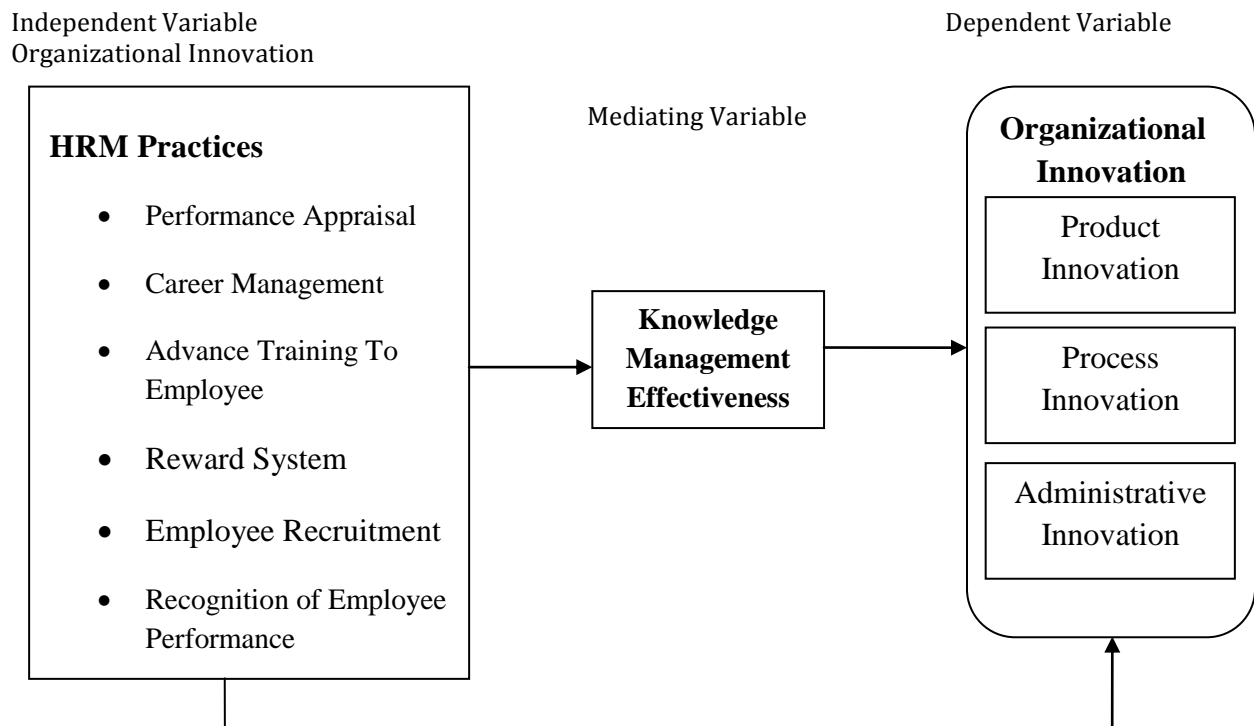 Independent Variable
Organizational Innovation
Dependent Variable
Mediating Variable
HRM Practices
• Performance Appraisal
• Career Management
• Advance Training To
Employee
• Reward System
• Employee Recruitment
• Recognition of Employee
Performance
Knowledge
Management
Effectiveness
Organizational
Innovation
Product
Innovation
Process
Innovation
Administrative
Innovation